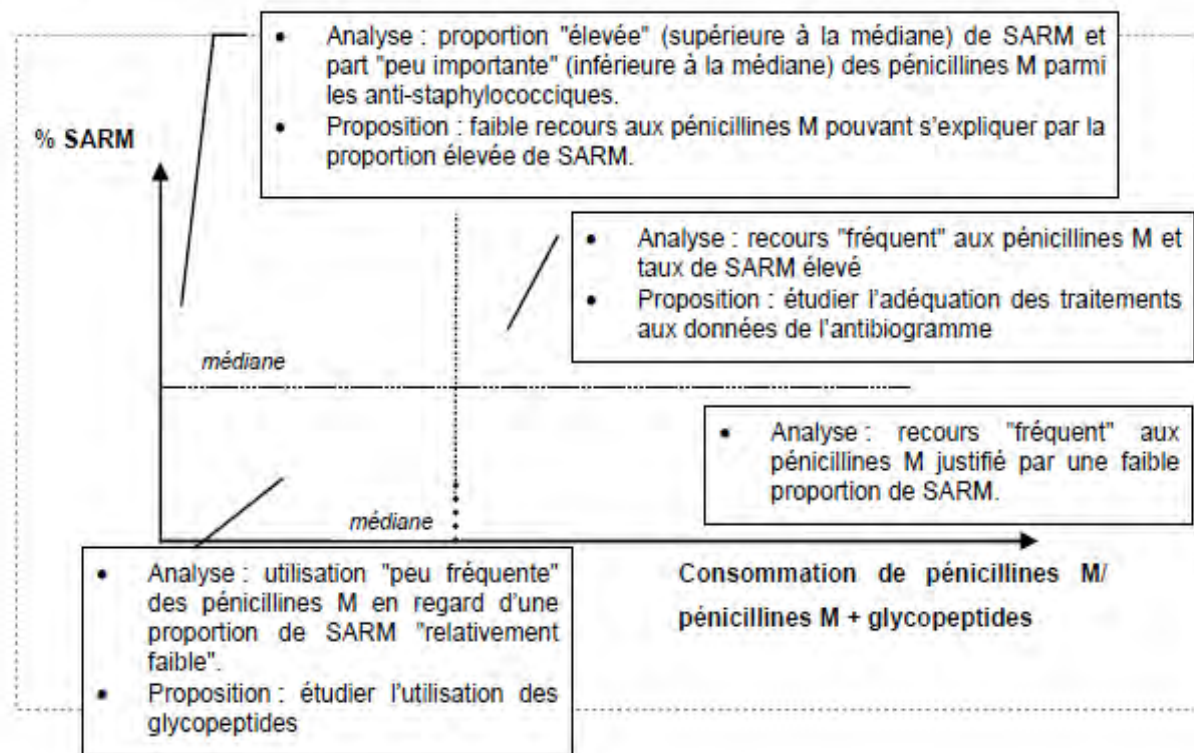 • Analyse : proportion "élevée" (supérieure à la médiane) de SARM et
part "peu importante" (inférieure à la médiane) des pénicillines M parmi
les anti-staphylococciques.
• Proposition : faible recours aux pénicillines M pouvant s'expliquer par la
proportion élevée de SARM.
% SARM
• Analyse : recours "fréquent" aux pénicillines M et
taux de SARM élevé
• Proposition : étudier l'adéquation des traitements
aux données de l'antibiogramme
médiane
• Analyse : recours "fréquent" aux
pénicillines M justifié par une faible
proportion de SARM.
médiane
• Analyse : utilisation "peu fréquente"
des pénicillines M en regard d'une
proportion de SARM "relativement
faible".
• Proposition : étudier l'utilisation des
glycopeptides
Consommation de pénicillines M/
pénicillines M + glycopeptides